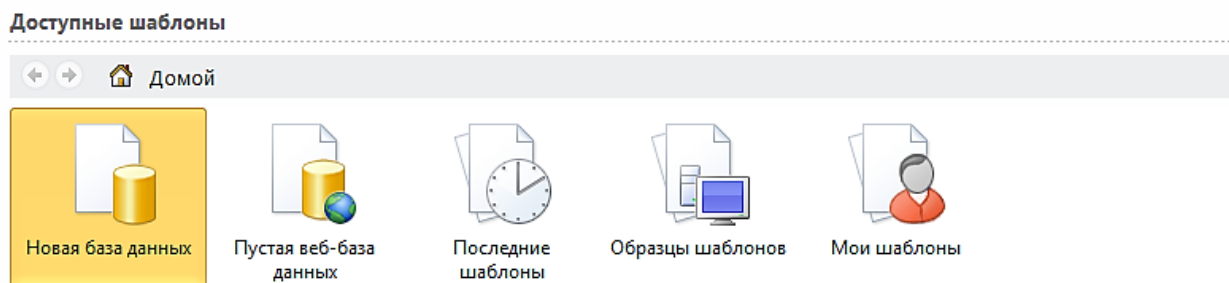 Доступные шаблоны
Домой
Новая база данных
Пустая веб-база
данных
Последние
шаблоны
Образцы шаблонов
Мои шаблоны